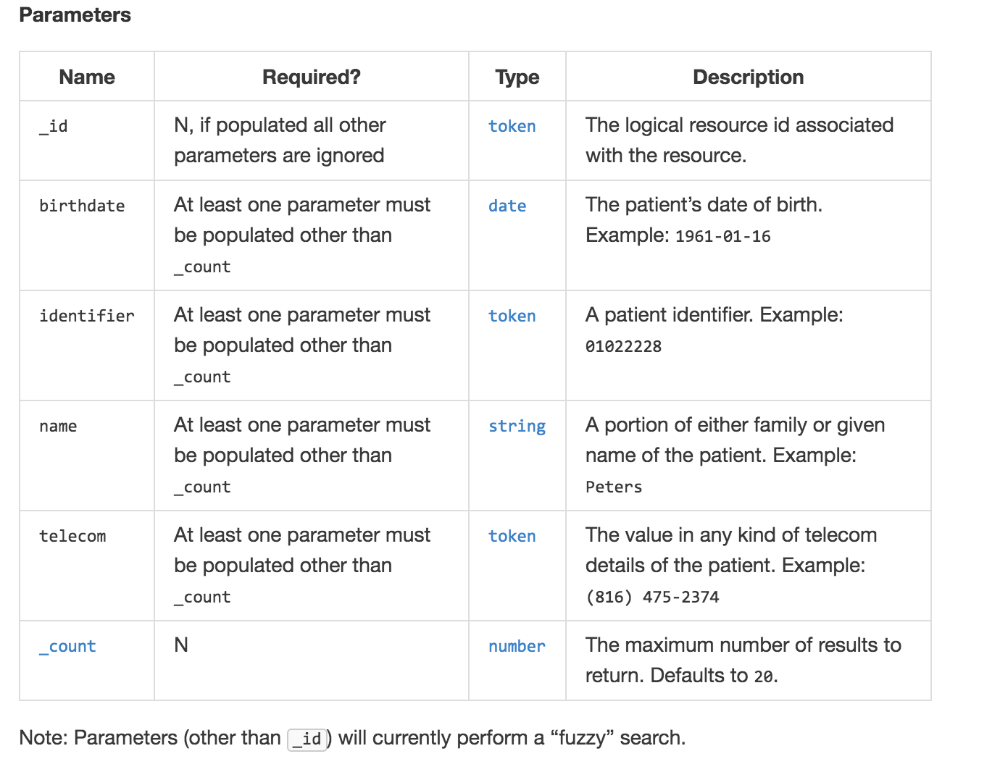 Parameters
Name Required? Type Description
_id N, if populated all other token The logical resource id associated
parameters are ignored with the resource.
birthdate At least one parameter must date The patient’s date of birth.
be populated other than Example: 1961-01-16
_count
identifier At least one parameter must token A patient identifier. Example:
be populated other than 01022228
_count
name At least one parameter must string A portion of either family or given
be populated other than name of the patient. Example:
_count Peters
telecom At least one parameter must token The value in any kind of telecom
be populated other than details of the patient. Example:
_count (816) 475-2374
_count N number The maximum number of results to
return. Defaults to 20.
Note: Parameters (other than _id) will currently perform a “fuzzy” search.